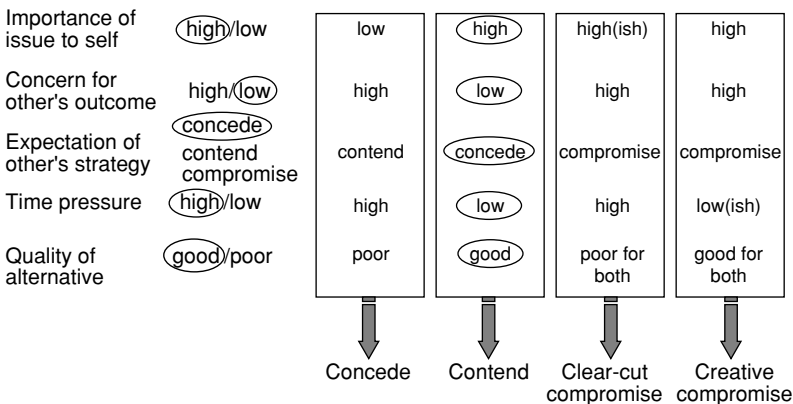 Importance of
issue to self
high/low
low
high
high(ish)
high
Concern for
other's outcome
high/low
high
low
high
high
Expectation of
other's strategy
concede
contend
compromise
contend
concede
compromise
compromise
Time pressure
high/low
high
low
high
low(ish)
Quality of
alternative
good/poor
poor
good
poor for
both
good for
both
Concede
Contend
Clear-cut
compromise
Creative
compromise